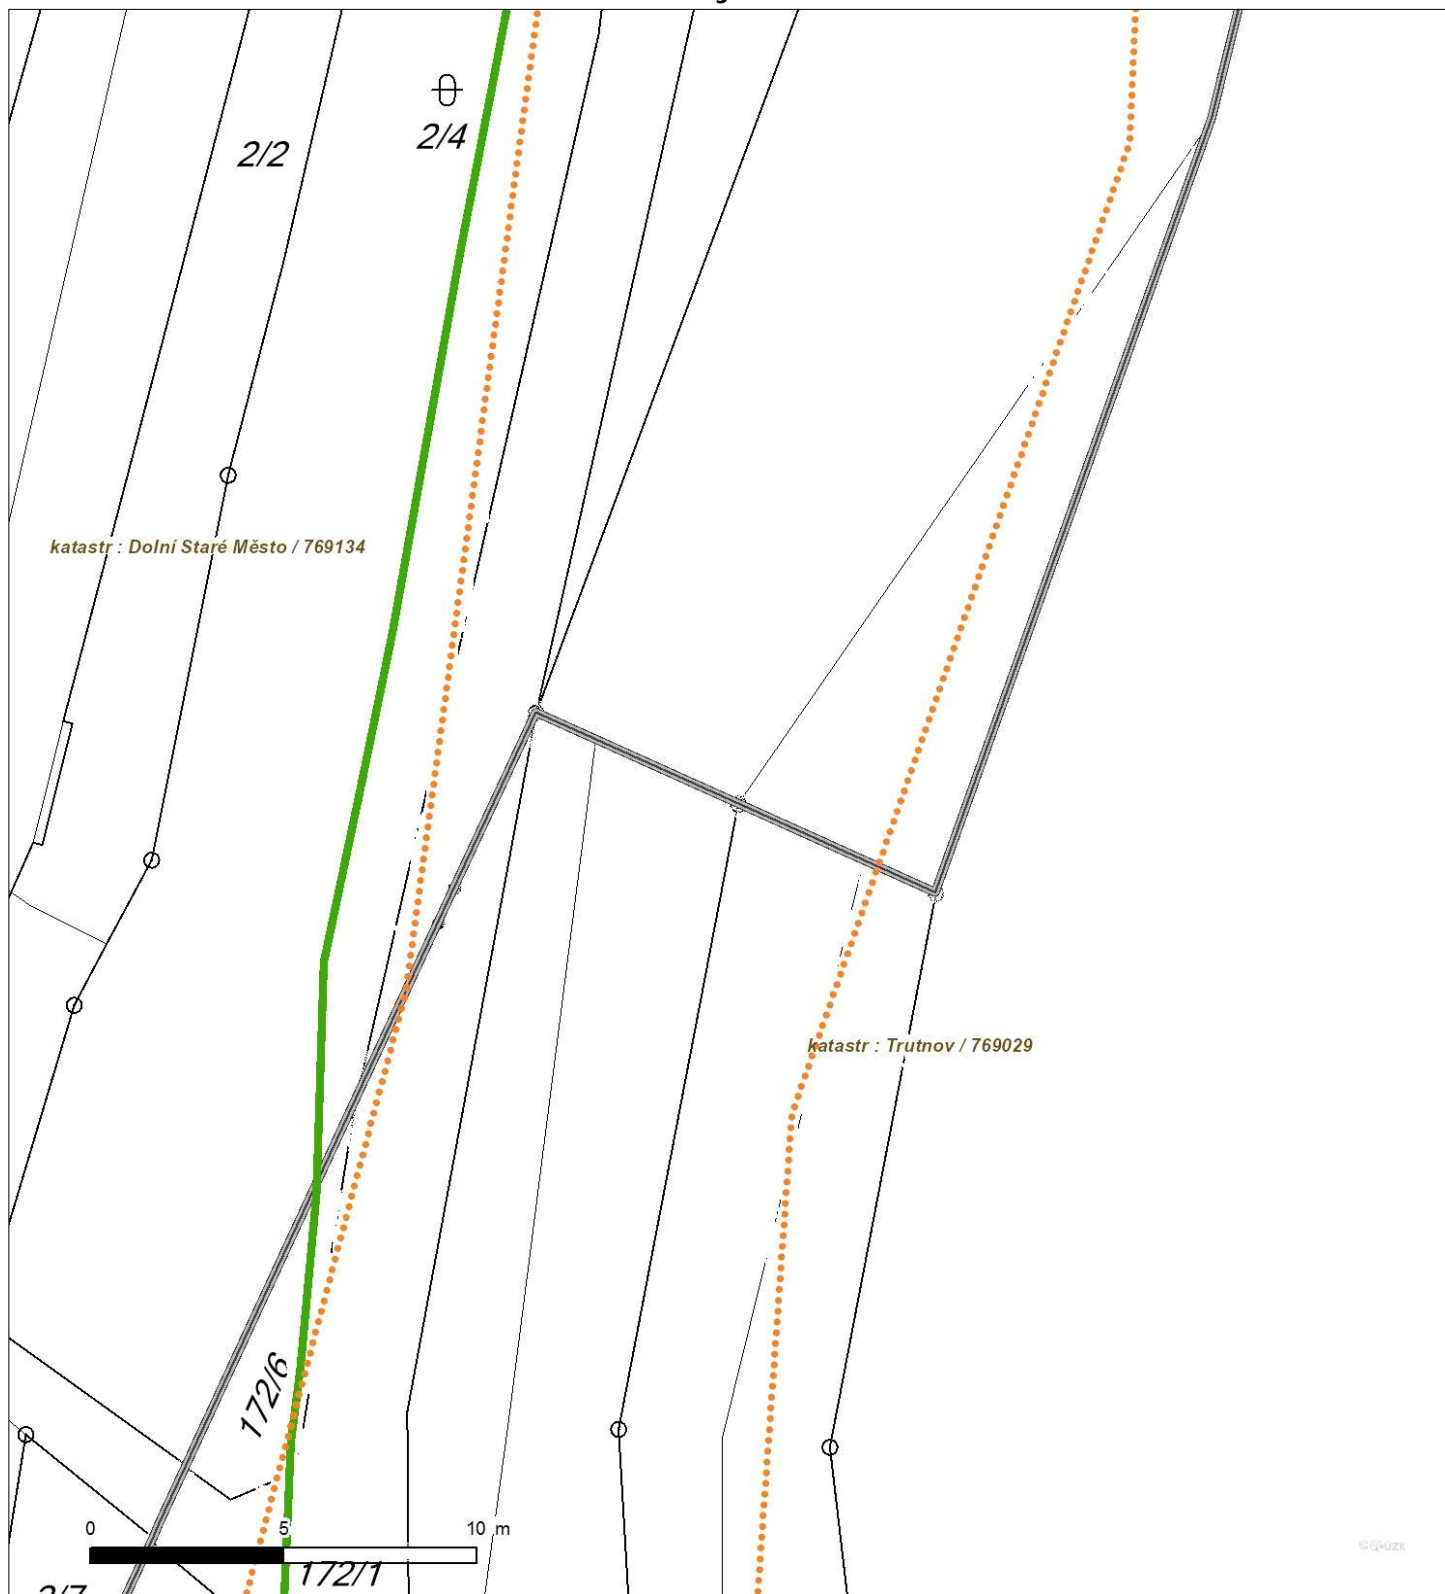 2/4
2/2
katastr : Dolní Staré Město / 769134
katastr : Trutnov / 769029
172/6
0 5 10 m
172/1